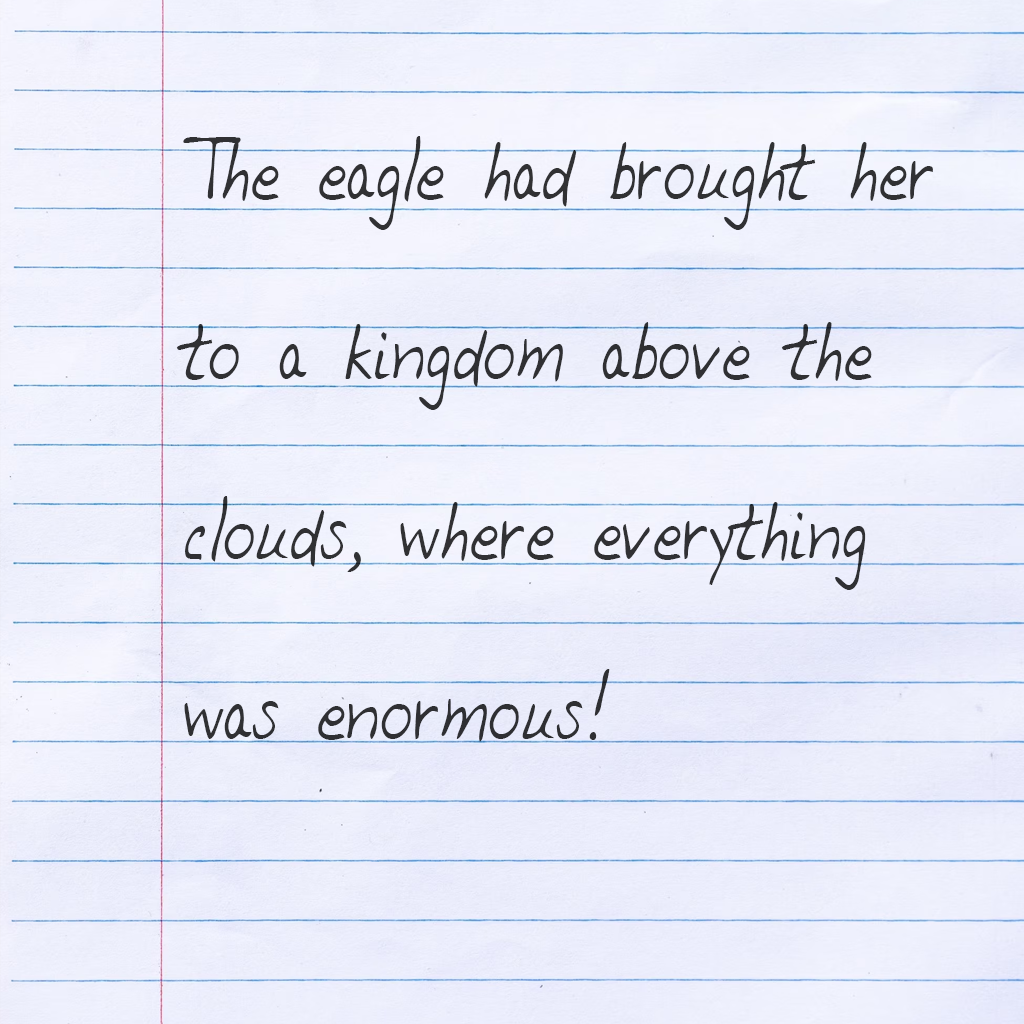 The eagle had brought her
to a kingdom above the
clouds, where everything
was enormous!